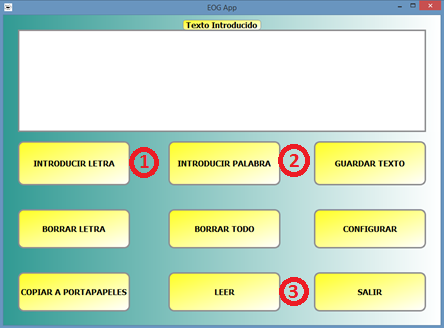 EOG App
Texto Introducido
INTRODUCIR LETRA 1 INTRODUCIR PALABRA 2 GUARDAR TEXTO
BORRAR LETRA BORRAR TODO CONFIGURAR
COPIAR A PORTAPAPELES LEER 3 SALIR